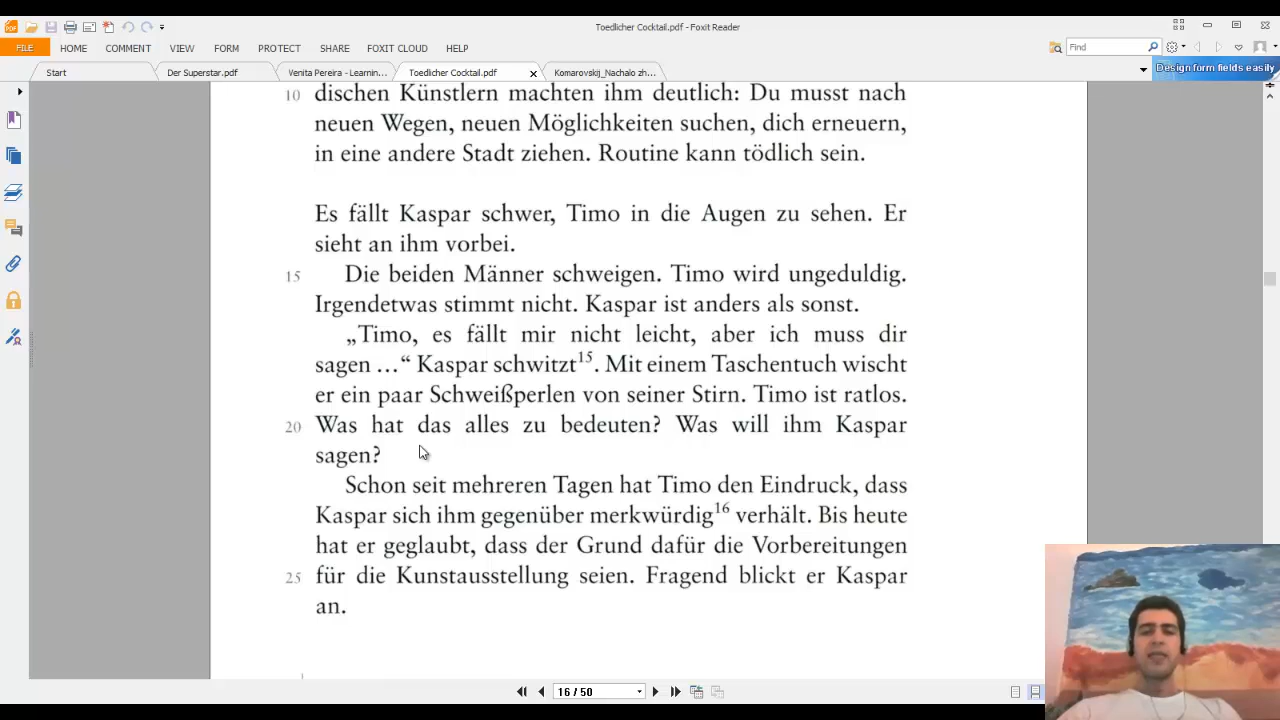 Toedlicher Cocktail.pdf - Foxit Reader
FILE HOME COMMENT VIEW FORM PROTECT SHARE FOXIT CLOUD HELP
Find
Start Der Superstar.pdf Venita Pereira - Learnin... Toedlicher Cocktail.pdf Komarovskij_Nachalo zh...
Design form fields easily
10 dischen Künstlern machten ihm deutlich: Du musst nach
neuen Wegen, neuen Möglichkeiten suchen, dich erneuern,
in eine andere Stadt ziehen. Routine kann tödlich sein.
Es fällt Kaspar schwer, Timo in die Augen zu sehen. Er
sieht an ihm vorbei.
15 Die beiden Männer schweigen. Timo wird ungeduldig.
Irgendetwas stimmt nicht. Kaspar ist anders als sonst.
„Timo, es fällt mir nicht leicht, aber ich muss dir
sagen …“ Kaspar schwitzt15. Mit einem Taschentuch wischt
er ein paar Schweißperlen von seiner Stirn. Timo ist ratlos.
20 Was hat das alles zu bedeuten? Was will ihm Kaspar
sagen?
Schon seit mehreren Tagen hat Timo den Eindruck, dass
Kaspar sich ihm gegenüber merkwürdig16 verhält. Bis heute
hat er geglaubt, dass der Grund dafür die Vorbereitungen
25 für die Kunstausstellung seien. Fragend blickt er Kaspar
an.
16 / 50